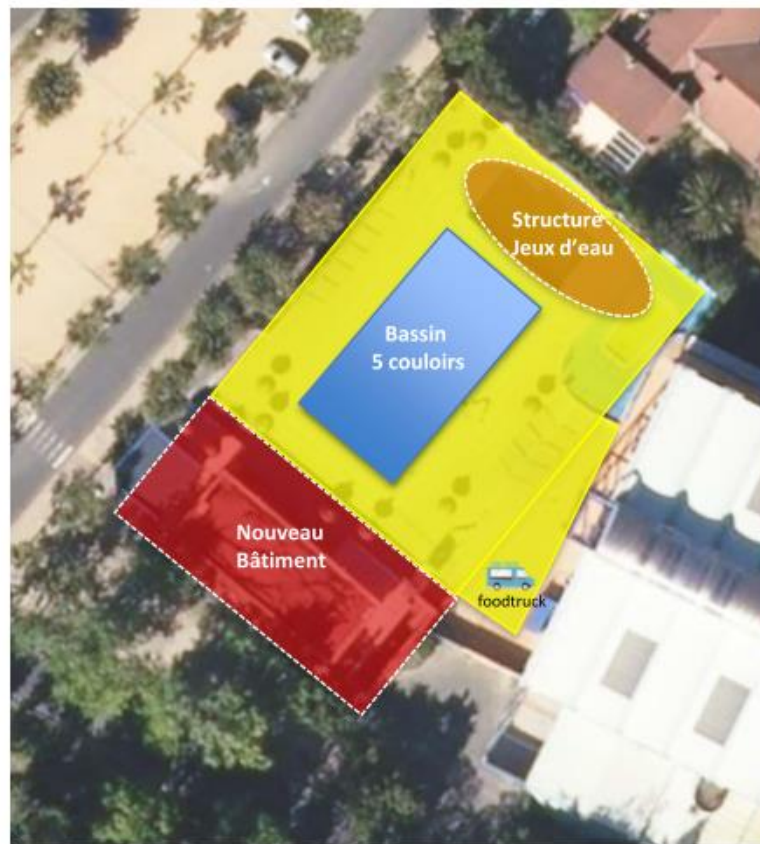 Structure
Jeux d'eau
Bassin
5 couloirs
Nouveau
Bâtiment
foodtruck